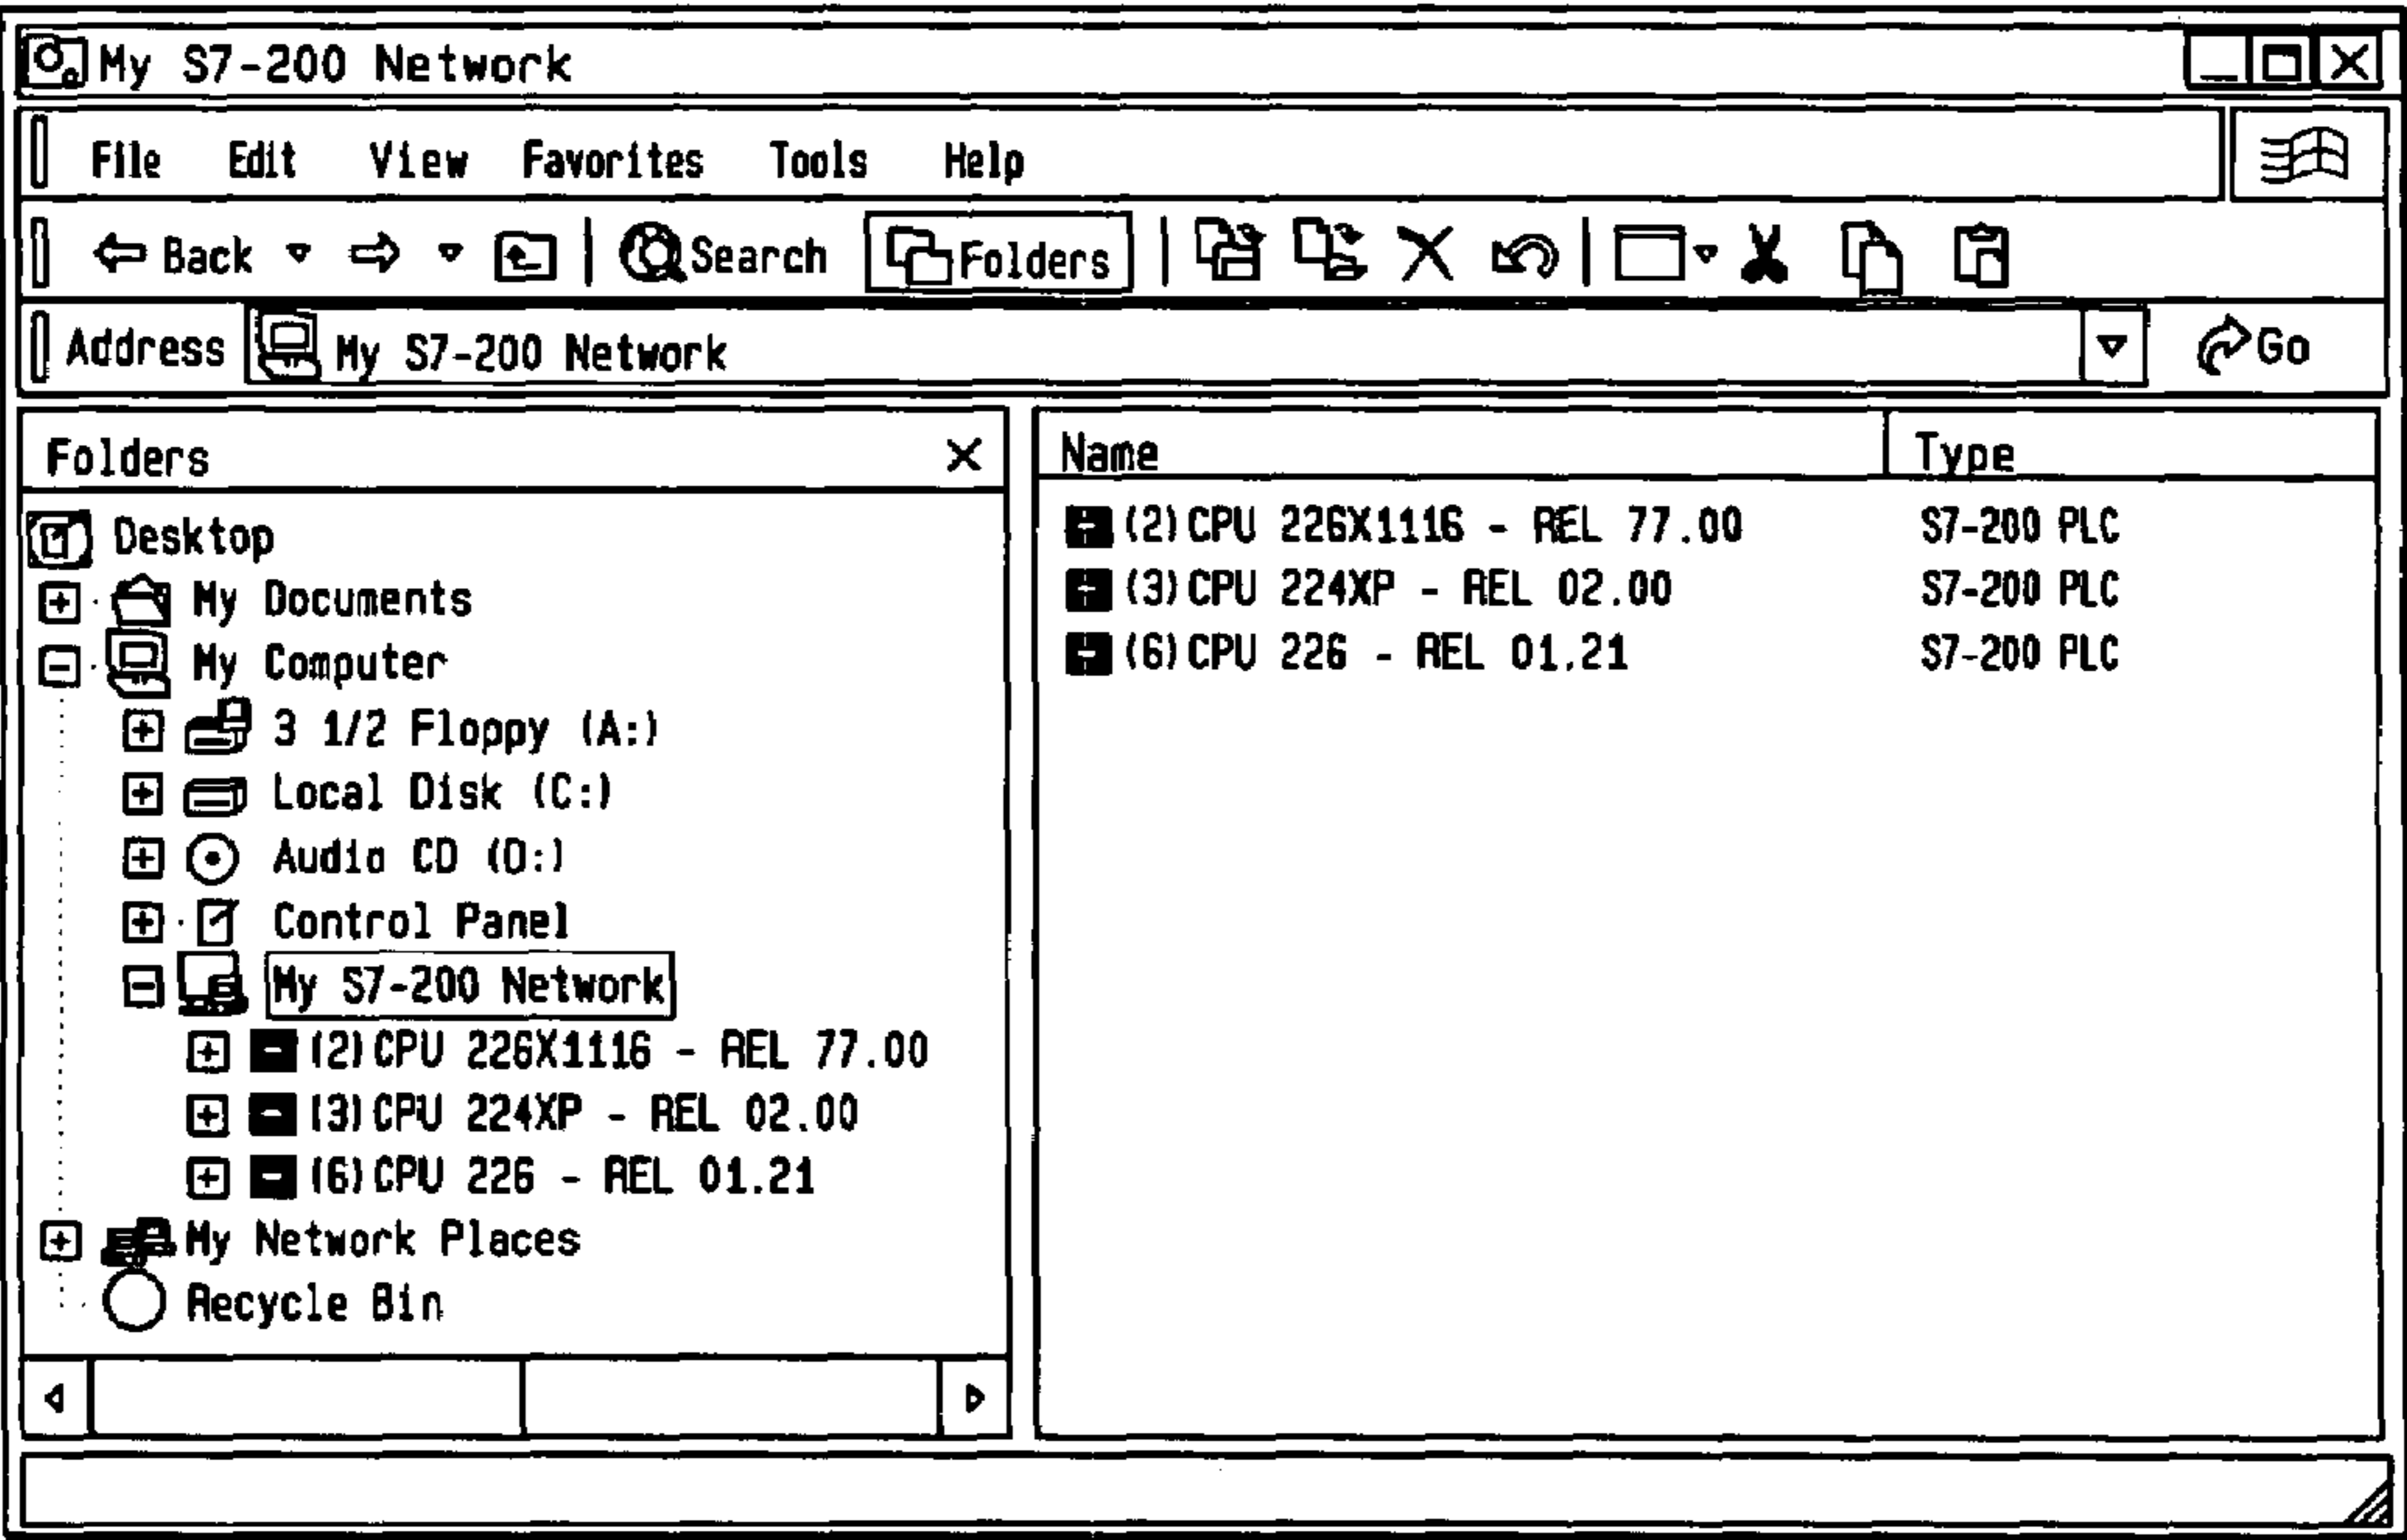 My S7-200 Network
File Edit View Favorites Tools Help
Back Search Folders
Address My S7-200 Network Go
Folders
Desktop
My Documents
My Computer
3 1/2 Floppy (A:)
Local Disk (C:)
Audio CD (D:)
Control Panel
My S7-200 Network
(2) CPU 226X1116 - REL 77.00
(3) CPU 224XP - REL 02.00
(6) CPU 226 - REL 01.21
My Network Places
Recycle Bin
Name Type
(2) CPU 226X1116 - REL 77.00 S7-200 PLC
(3) CPU 224XP - REL 02.00 S7-200 PLC
(6) CPU 226 - REL 01.21 S7-200 PLC